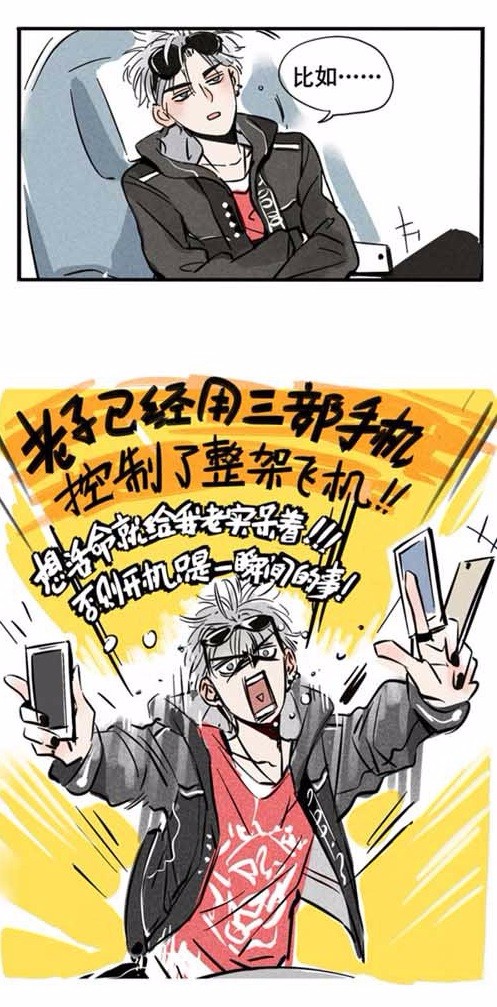 比如……
老子已经用三部手机
控制了整架飞机!!
想活命就给我老实呆着!!!
否则开机只是一瞬间的事!